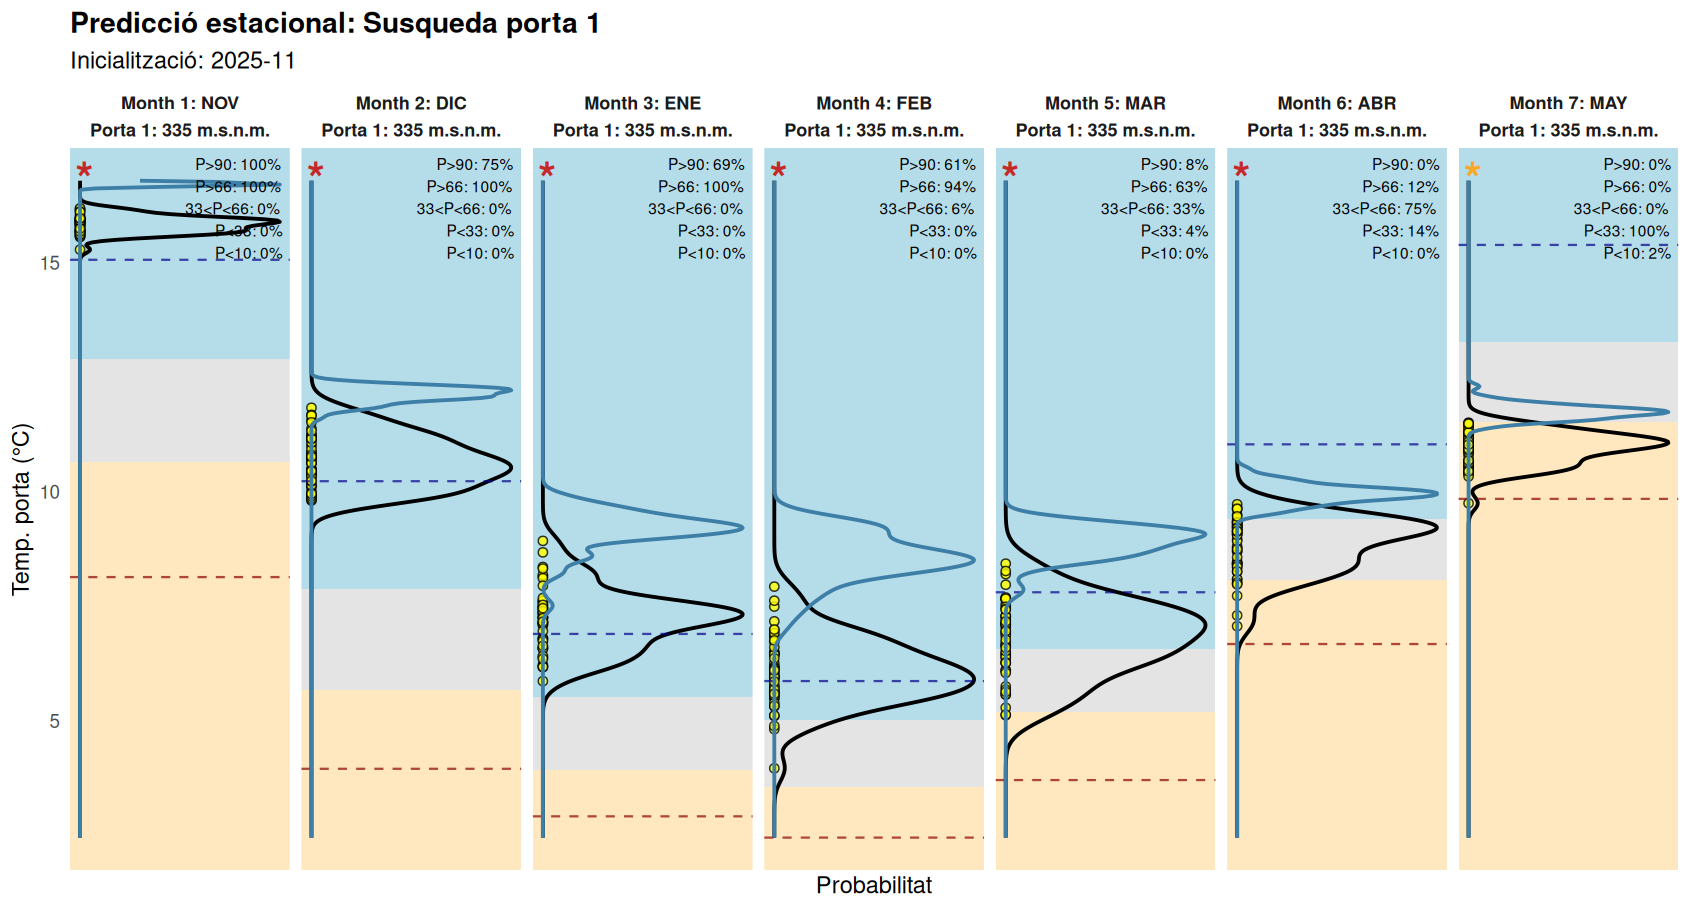 Predicció estacional: Susqueda porta 1
Inicialització: 2025-11
Month 1: NOV
Porta 1: 335 m.s.n.m.
Month 2: DIC
Porta 1: 335 m.s.n.m.
Month 3: ENE
Porta 1: 335 m.s.n.m.
Month 4: FEB
Porta 1: 335 m.s.n.m.
Month 5: MAR
Porta 1: 335 m.s.n.m.
Month 6: ABR
Porta 1: 335 m.s.n.m.
Month 7: MAY
Porta 1: 335 m.s.n.m.
*
P>90: 100%
P>66: 100%
33<P<66: 0%
P<33: 0%
P<10: 0%
*
P>90: 75%
P>66: 100%
33<P<66: 0%
P<33: 0%
P<10: 0%
*
P>90: 69%
P>66: 100%
33<P<66: 0%
P<33: 0%
P<10: 0%
*
P>90: 61%
P>66: 94%
33<P<66: 6%
P<33: 0%
P<10: 0%
*
P>90: 8%
P>66: 63%
33<P<66: 33%
P<33: 4%
P<10: 0%
*
P>90: 0%
P>66: 12%
33<P<66: 75%
P<33: 14%
P<10: 0%
*
P>90: 0%
P>66: 0%
33<P<66: 0%
P<33: 100%
P<10: 2%
15
10
5
Temp. porta (°C)
Probabilitat